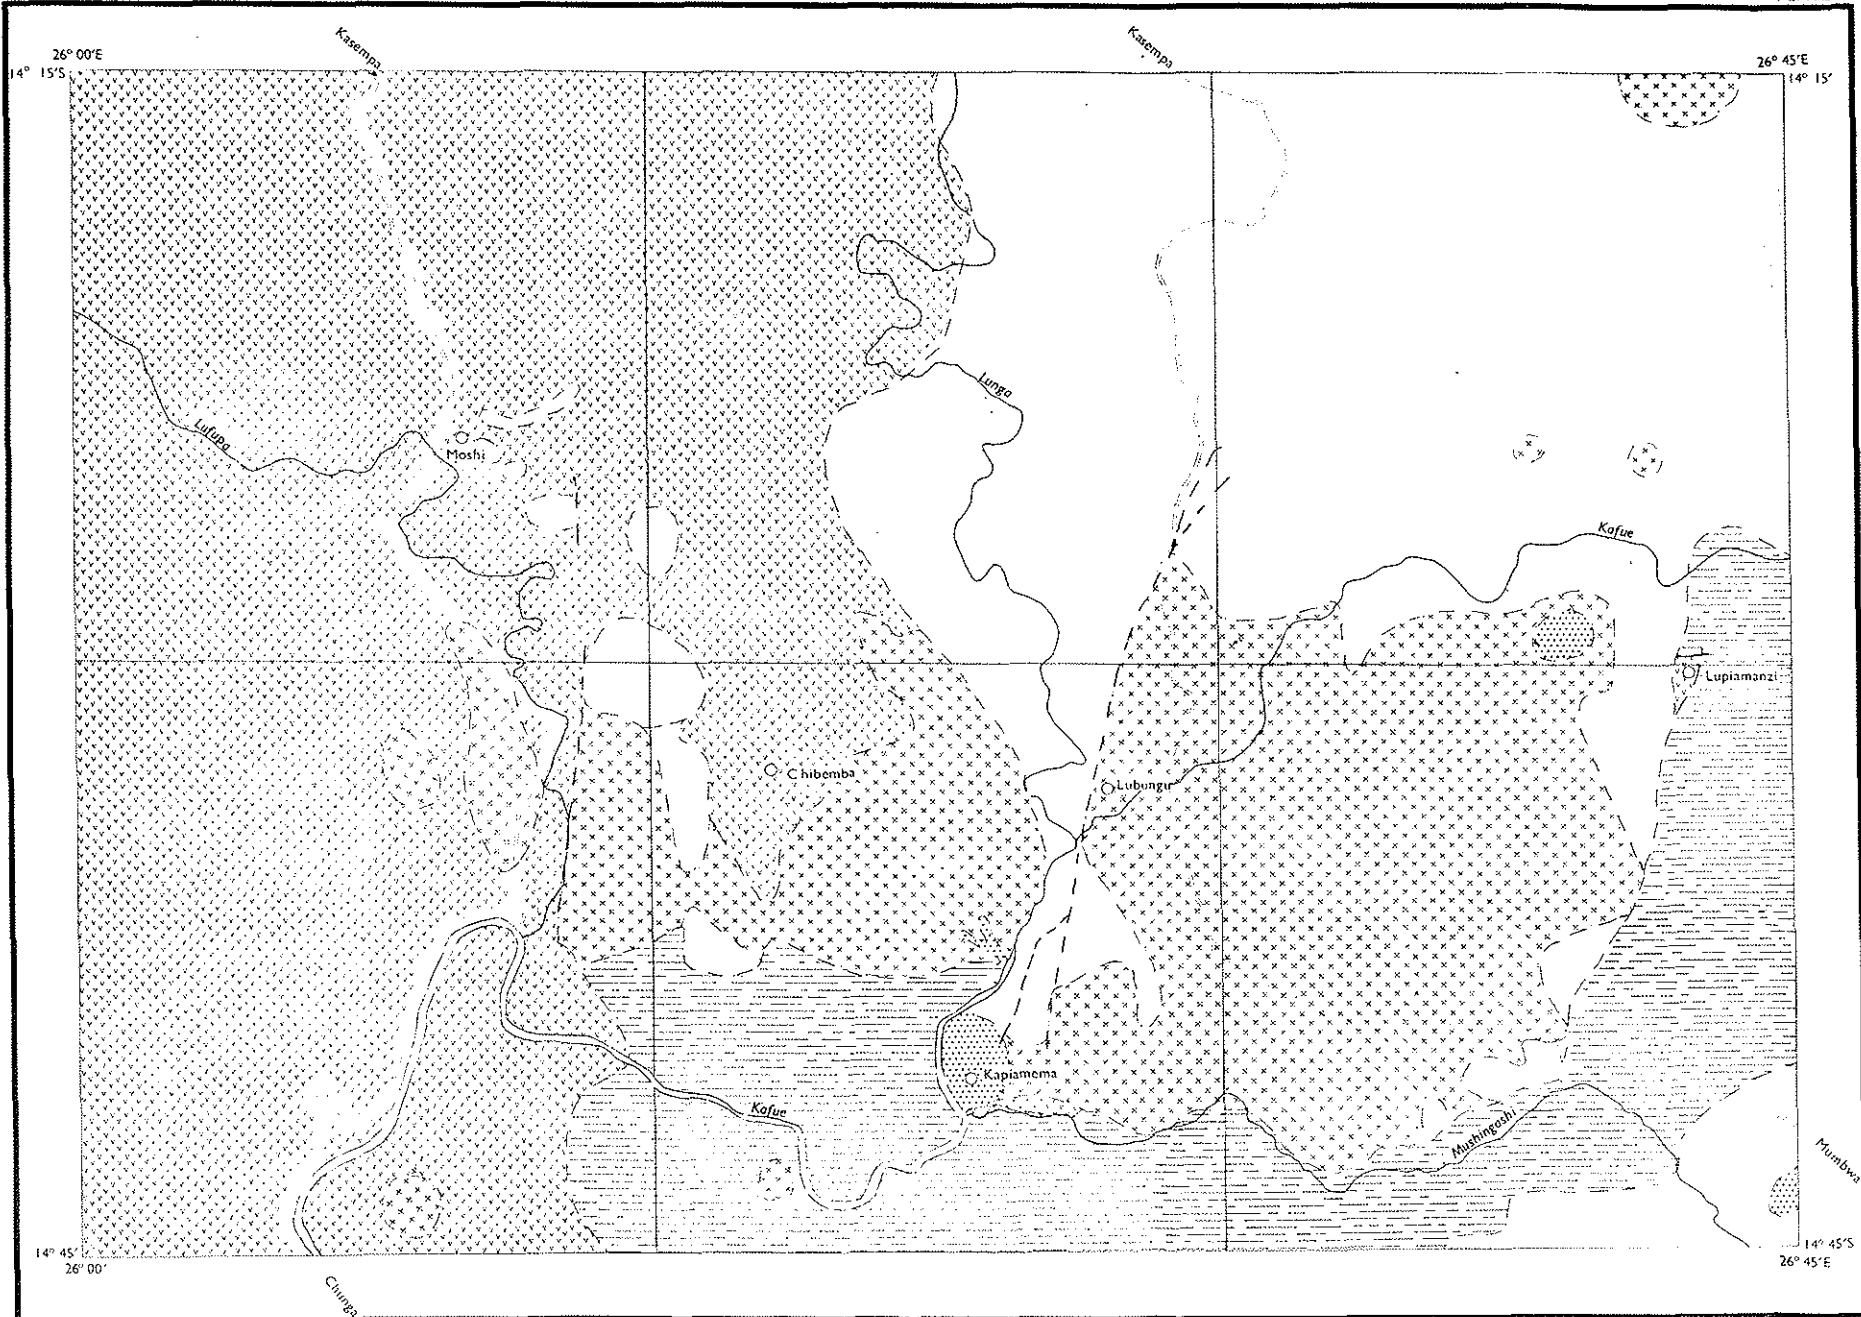 Kasempa
Kasempa
26° 00'E
26° 45'E
14° 15'S
14° 15'
Lunga
Lufupa
Moshi
Kafue
Lupiamanzi
Chibemba
Lubungu
Kapiamema
Kafue
Mushingashi
Mumbwa
14° 45'
14° 45'S
26° 00'
26° 45'E
Chunga